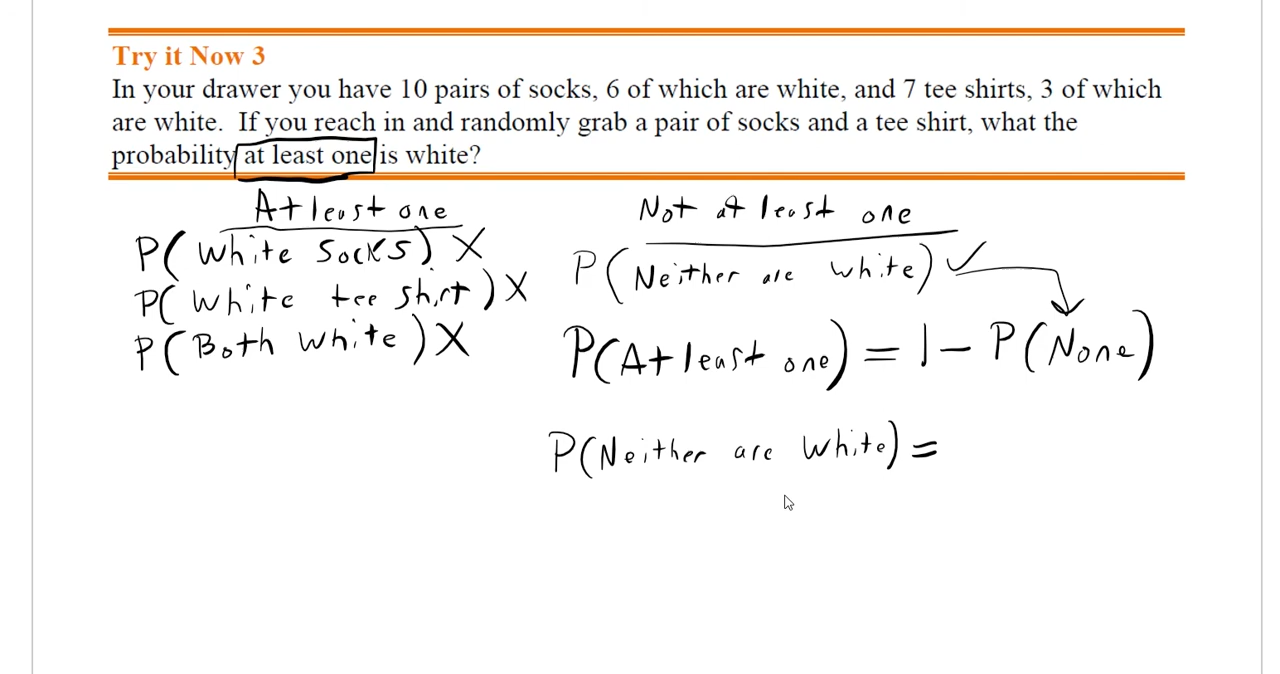 Try it Now 3
In your drawer you have 10 pairs of socks, 6 of which are white, and 7 tee shirts, 3 of which
are white. If you reach in and randomly grab a pair of socks and a tee shirt, what the
probability at least one is white?
At least one
P( White Socks) X
P( White tee shirt) X
P( Both White) X
Not at least one
P( Neither are white) ✓
P(At least one) = 1 - P(None)
P(Neither are White) =